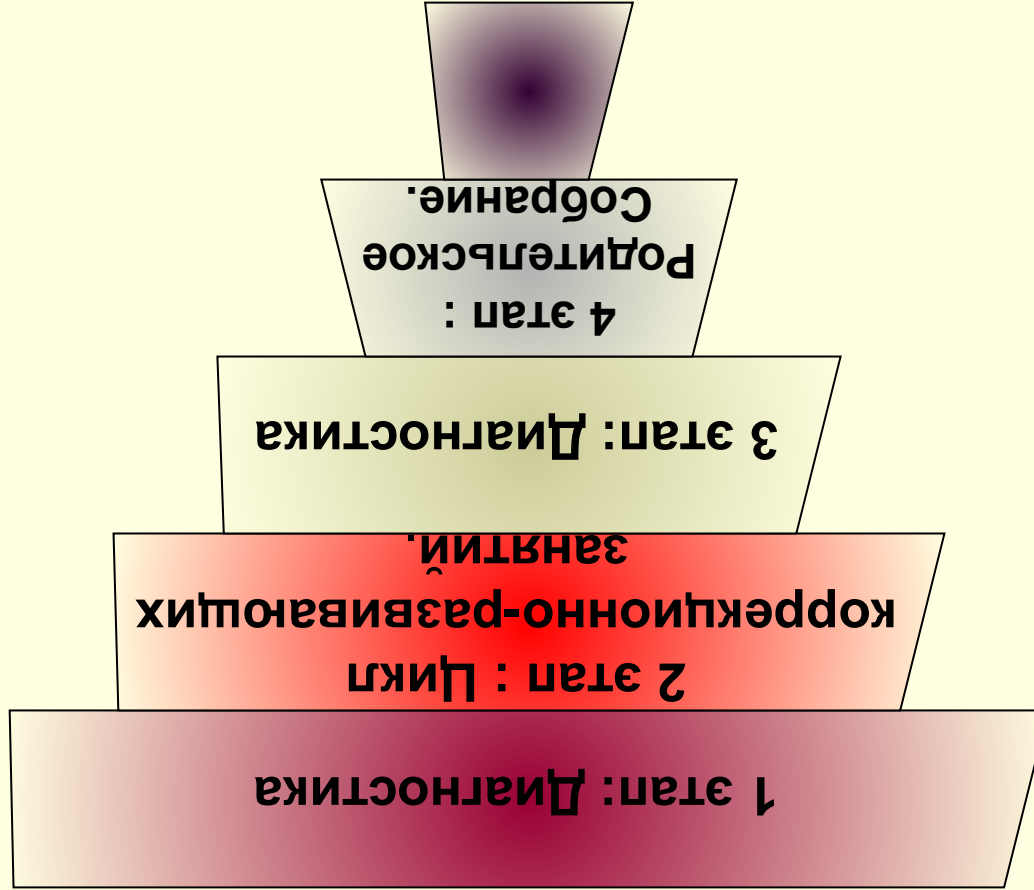 1 этап: Диагностика
2 этап : Цикл
коррекционно-развивающих
занятий.
3 этап: Диагностика
4 этап :
Родительское
Собрание.